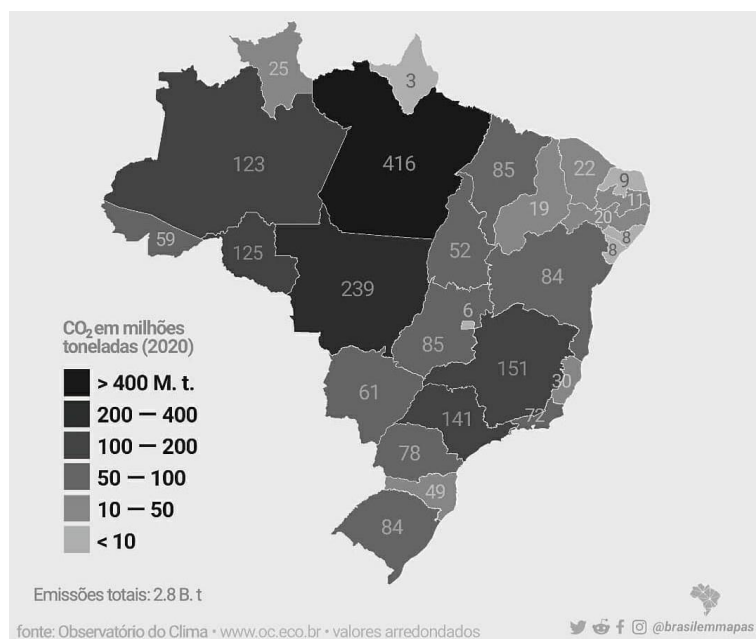 25
3
123
416
85
22
9
11
19
20
8
8
59
125
52
84
239
6
85
151
30
61
141
72
78
49
84
CO₂ em milhões
toneladas (2020)
> 400 M. t.
200 — 400
100 — 200
50 — 100
10 — 50
< 10
Emissões totais: 2.8 B. t
fonte: Observatório do Clima • www.oc.eco.br • valores arredondados
@brasilemmapas